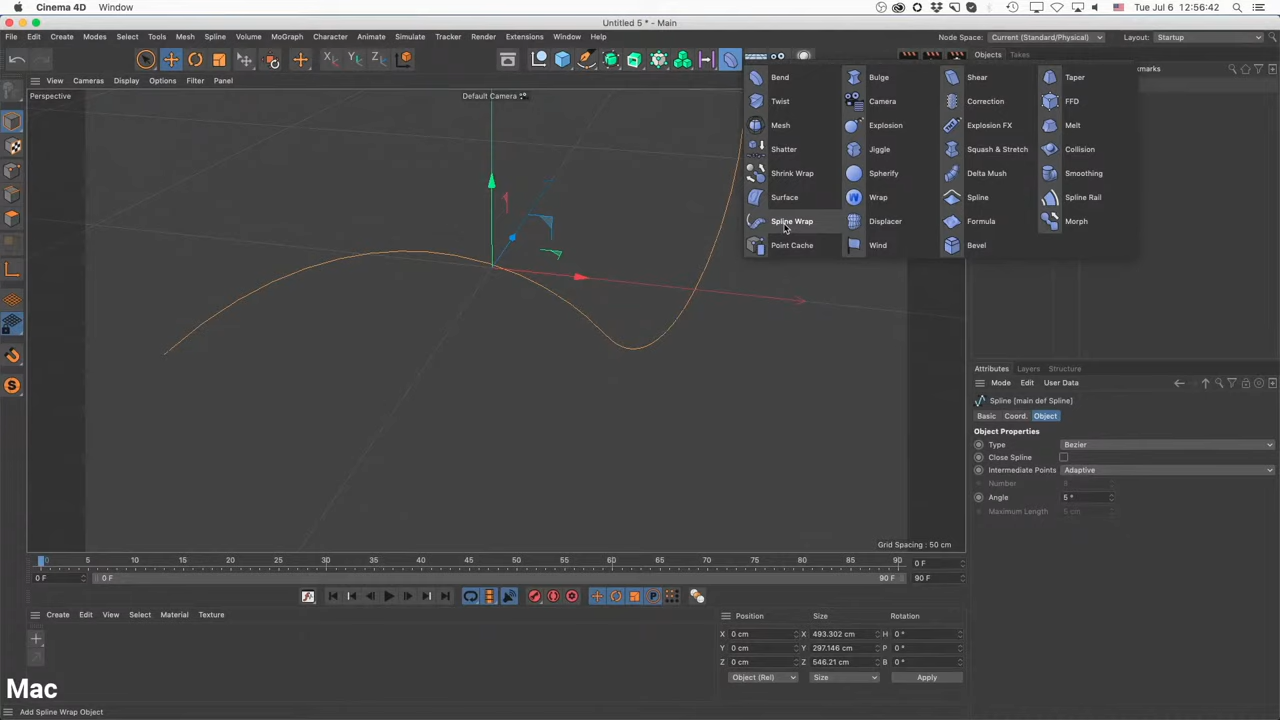 Cinema 4D Window Tue Jul 6 12:56:42
Untitled 5 * - Main
File Edit Create Modes Select Tools Mesh Spline Volume MoGraph Character Animate Simulate Tracker Render Extensions Window Help Node Space: Current (Standard/Physical) Layout: Startup
X Y Z Objects Takes
View Cameras Display Options Filter Panel
Perspective Default Camera
Bend Bulge Shear Taper
Twist Camera Correction FFD
Mesh Explosion Explosion FX Melt
Shatter Jiggle Squash & Stretch Collision
Shrink Wrap Spherify Delta Mush Smoothing
Surface Wrap Spline Spline Rail
Spline Wrap Displacer Formula Morph
Point Cache Wind Bevel
Attributes Layers Structure
Mode Edit User Data
Spline [main def Spline]
Basic Coord. Object
Object Properties
Type Bezier
Close Spline
Intermediate Points Adaptive
Number
Angle 5 °
Maximum Length 5 cm
Grid Spacing : 50 cm
0 5 10 15 20 25 30 35 40 45 50 55 60 65 70 75 80 85 90 0 F
0 F 0 F 90 F 90 F
Create Edit View Select Material Texture
Position Size Rotation
X 0 cm X 493.302 cm H 0 °
Y 0 cm Y 297.146 cm P 0 °
Z 0 cm Z 546.21 cm B 0 °
Object (Rel) Size Apply
Mac
Add Spline Wrap Object